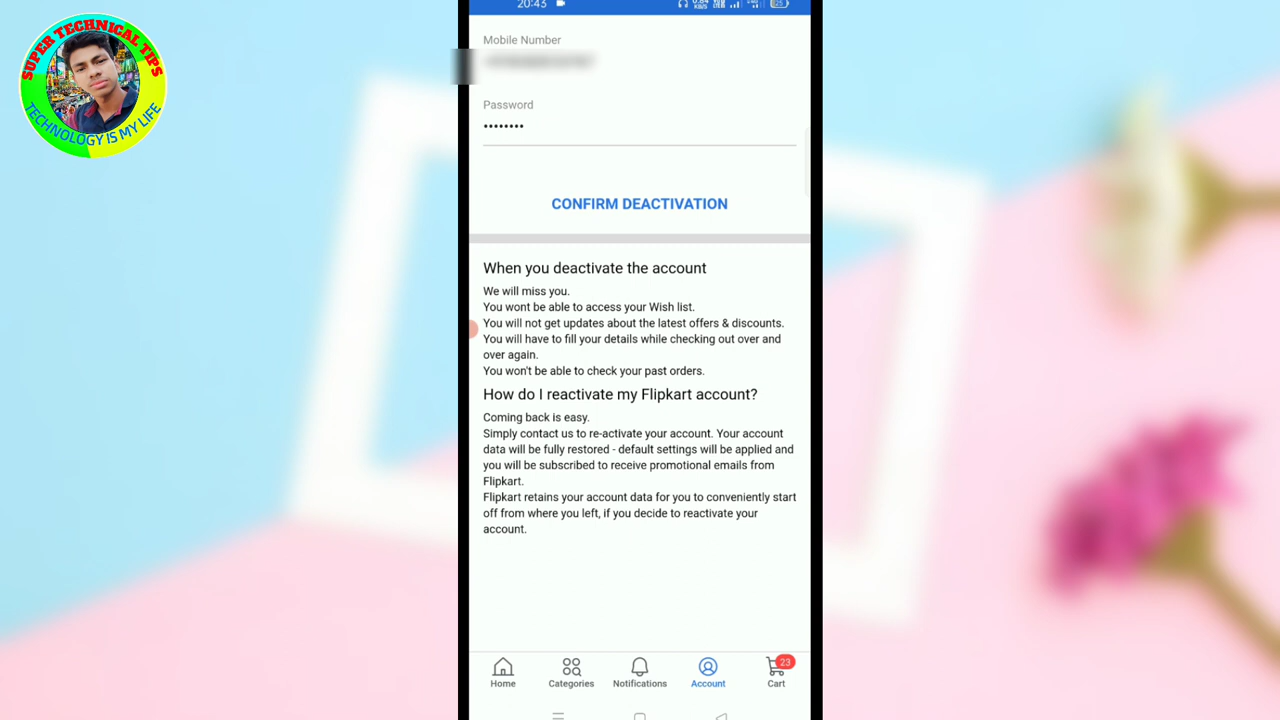 SUPER TECHNICAL TIPS
TECHNOLOGY IS MY LIFE
20:43
Mobile Number
Password
••••••••
CONFIRM DEACTIVATION
When you deactivate the account
We will miss you.
You wont be able to access your Wish list.
You will not get updates about the latest offers & discounts.
You will have to fill your details while checking out over and
over again.
You won't be able to check your past orders.
How do I reactivate my Flipkart account?
Coming back is easy.
Simply contact us to re-activate your account. Your account
data will be fully restored - default settings will be applied and
you will be subscribed to receive promotional emails from
Flipkart.
Flipkart retains your account data for you to conveniently start
off from where you left, if you decide to reactivate your
account.
23
Home Categories Notifications Account Cart